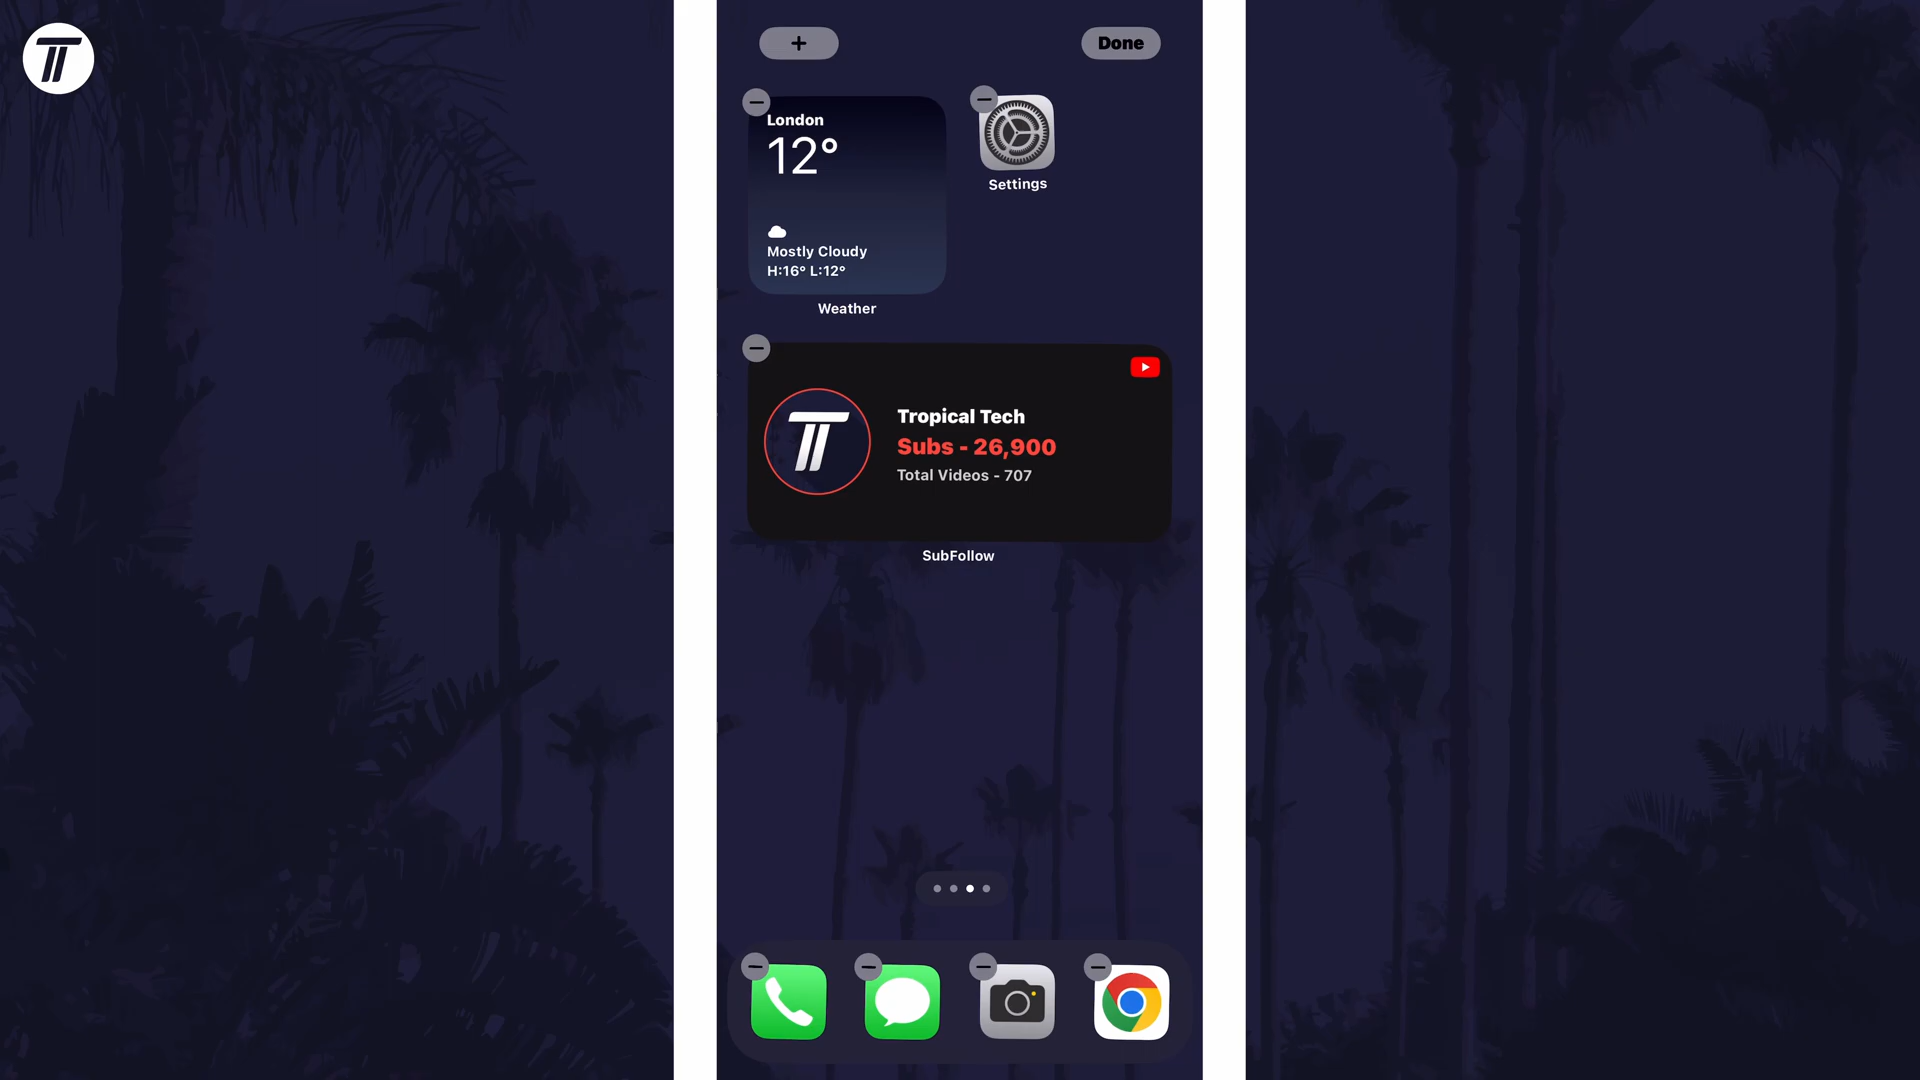 Done
London
12°
Mostly Cloudy
H:16° L:12°
Weather
Settings
Tropical Tech
Subs - 26,900
Total Videos - 707
SubFollow